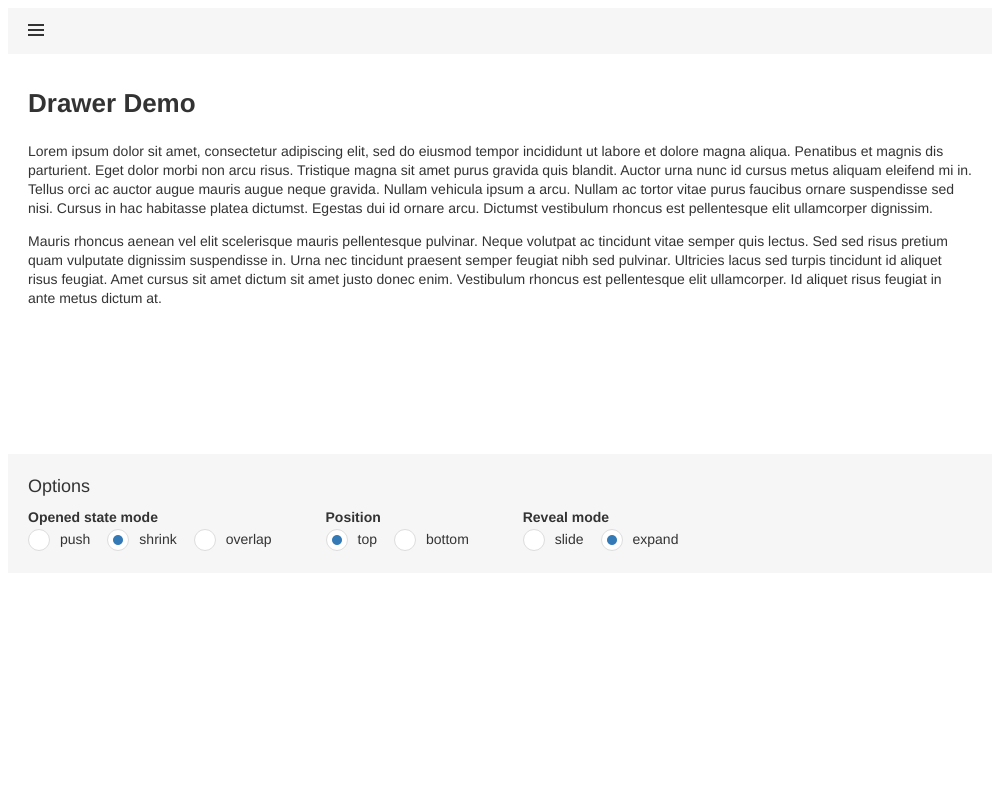 Drawer Demo
Lorem ipsum dolor sit amet, consectetur adipiscing elit, sed do eiusmod tempor incididunt ut labore et dolore magna aliqua. Penatibus et magnis dis
parturient. Eget dolor morbi non arcu risus. Tristique magna sit amet purus gravida quis blandit. Auctor urna nunc id cursus metus aliquam eleifend mi in.
Tellus orci ac auctor augue mauris augue neque gravida. Nullam vehicula ipsum a arcu. Nullam ac tortor vitae purus faucibus ornare suspendisse sed
nisi. Cursus in hac habitasse platea dictumst. Egestas dui id ornare arcu. Dictumst vestibulum rhoncus est pellentesque elit ullamcorper dignissim.
Mauris rhoncus aenean vel elit scelerisque mauris pellentesque pulvinar. Neque volutpat ac tincidunt vitae semper quis lectus. Sed sed risus pretium
quam vulputate dignissim suspendisse in. Urna nec tincidunt praesent semper feugiat nibh sed pulvinar. Ultricies lacus sed turpis tincidunt id aliquet
risus feugiat. Amet cursus sit amet dictum sit amet justo donec enim. Vestibulum rhoncus est pellentesque elit ullamcorper. Id aliquet risus feugiat in
ante metus dictum at.
Options
Opened state mode Position Reveal mode
push shrink overlap top bottom slide expand